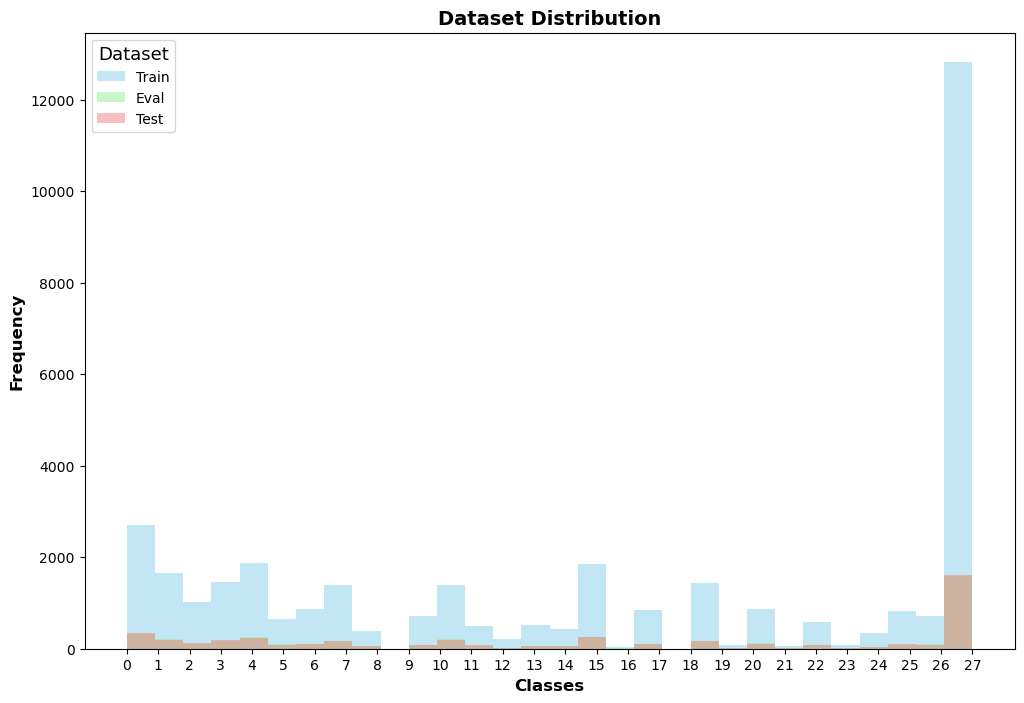 Dataset Distribution
Dataset
Train
Eval
Test
12000
10000
8000
6000
4000
2000
0
Frequency
0 1 2 3 4 5 6 7 8 9 10 11 12 13 14 15 16 17 18 19 20 21 22 23 24 25 26 27
Classes